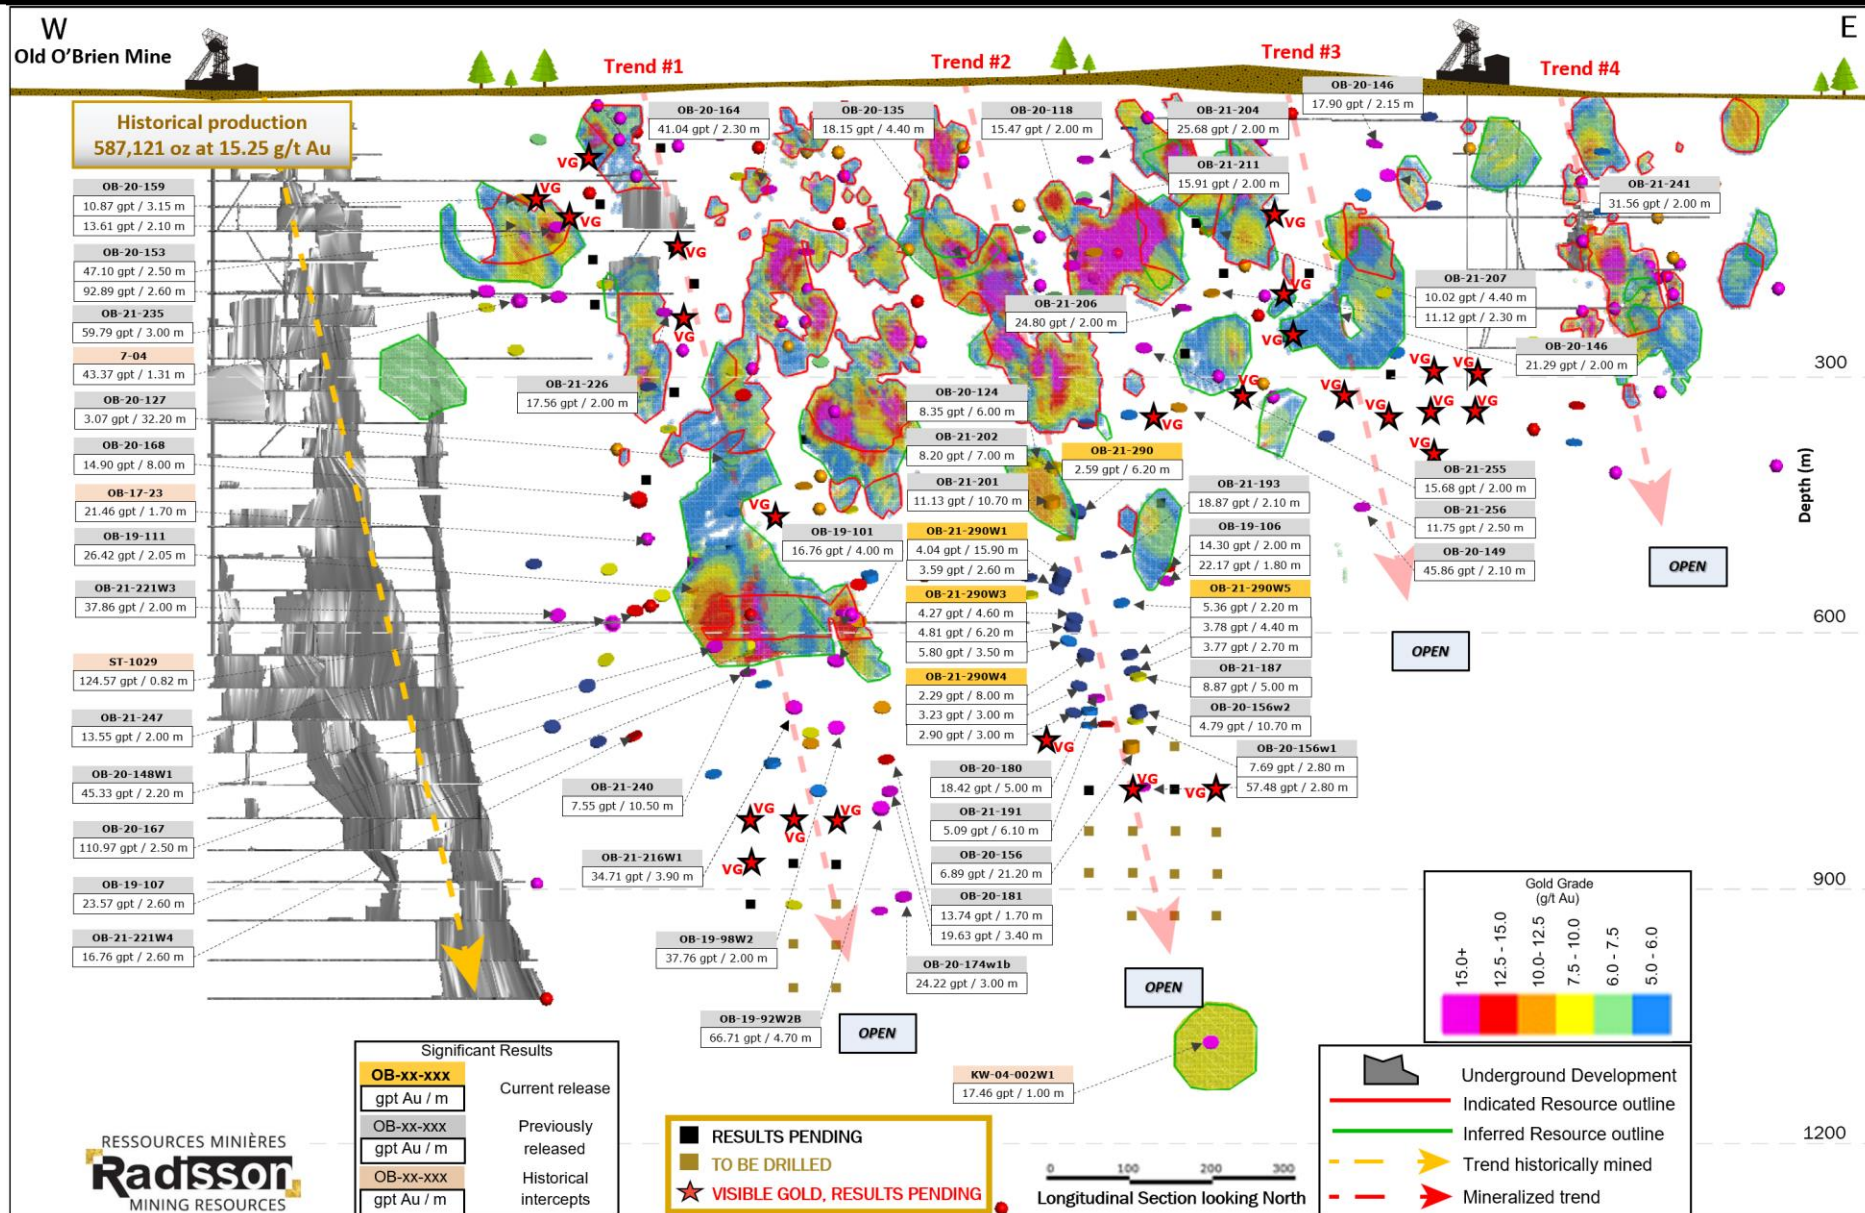 W
E
Old O'Brien Mine
Trend #1
Trend #2
Trend #3
Trend #4
Historical production
587,121 oz at 15.25 g/t Au
OB-20-159
10.87 gpt / 3.15 m
13.61 gpt / 2.10 m
OB-20-153
47.10 gpt / 2.50 m
92.89 gpt / 2.60 m
OB-21-235
59.79 gpt / 3.00 m
7-04
43.37 gpt / 1.31 m
OB-20-127
3.07 gpt / 32.20 m
OB-20-168
14.90 gpt / 8.00 m
OB-17-23
21.46 gpt / 1.70 m
OB-19-111
26.42 gpt / 2.05 m
OB-21-221W3
37.86 gpt / 2.00 m
ST-1029
124.57 gpt / 0.82 m
OB-21-247
13.55 gpt / 2.00 m
OB-20-148W1
45.33 gpt / 2.20 m
OB-20-167
110.97 gpt / 2.50 m
OB-19-107
23.57 gpt / 2.60 m
OB-21-221W4
16.76 gpt / 2.60 m
OB-20-164
41.04 gpt / 2.30 m
OB-20-135
18.15 gpt / 4.40 m
OB-20-118
15.47 gpt / 2.00 m
OB-21-204
25.68 gpt / 2.00 m
OB-20-146
17.90 gpt / 2.15 m
OB-21-211
15.91 gpt / 2.00 m
OB-21-241
31.56 gpt / 2.00 m
VG
VG
VG
VG
VG
VG
VG
VG
OB-21-206
24.80 gpt / 2.00 m
OB-21-207
10.02 gpt / 4.40 m
11.12 gpt / 2.30 m
OB-20-146
21.29 gpt / 2.00 m
300
OB-21-226
17.56 gpt / 2.00 m
OB-20-124
8.35 gpt / 6.00 m
OB-21-202
8.20 gpt / 7.00 m
OB-21-201
11.13 gpt / 10.70 m
OB-21-290
2.59 gpt / 6.20 m
VG
VG
VG
VG
VG
VG
VG
VG
VG
OB-21-255
15.68 gpt / 2.00 m
OB-21-256
11.75 gpt / 2.50 m
OB-20-149
45.86 gpt / 2.10 m
Depth (m)
OB-21-193
18.87 gpt / 2.10 m
OB-19-106
14.30 gpt / 2.00 m
22.17 gpt / 1.80 m
VG
OB-19-101
16.76 gpt / 4.00 m
OB-21-290W1
4.04 gpt / 15.90 m
3.59 gpt / 2.60 m
OB-21-290W3
4.27 gpt / 4.60 m
4.81 gpt / 6.20 m
5.80 gpt / 3.50 m
OB-21-290W4
2.29 gpt / 8.00 m
3.23 gpt / 3.00 m
2.90 gpt / 3.00 m
OB-21-290W5
5.36 gpt / 2.20 m
3.78 gpt / 4.40 m
3.77 gpt / 2.70 m
OB-21-187
8.87 gpt / 5.00 m
OB-20-156w2
4.79 gpt / 10.70 m
OPEN
600
OPEN
VG
OB-20-156w1
7.69 gpt / 2.80 m
57.48 gpt / 2.80 m
VG
VG
OB-21-240
7.55 gpt / 10.50 m
OB-20-180
18.42 gpt / 5.00 m
OB-21-191
5.09 gpt / 6.10 m
OB-20-156
6.89 gpt / 21.20 m
OB-20-181
13.74 gpt / 1.70 m
19.63 gpt / 3.40 m
VG
VG
VG
VG
OB-21-216W1
34.71 gpt / 3.90 m
900
OB-19-98W2
37.76 gpt / 2.00 m
OB-20-174w1b
24.22 gpt / 3.00 m
OB-19-92W2B
66.71 gpt / 4.70 m
OPEN
OPEN
KW-04-002W1
17.46 gpt / 1.00 m
Gold Grade
(g/t Au)
15.0+
12.5 - 15.0
10.0- 12.5
7.5 - 10.0
6.0 - 7.5
5.0 - 6.0
Significant Results
OB-xx-xxx
gpt Au / m
Current release
OB-xx-xxx
gpt Au / m
Previously
released
OB-xx-xxx
gpt Au / m
Historical
intercepts
RESSOURCES MINIÈRES
Radisson
MINING RESOURCES
RESULTS PENDING
TO BE DRILLED
VISIBLE GOLD, RESULTS PENDING
0 100 200 300
Longitudinal Section looking North
Underground Development
Indicated Resource outline
Inferred Resource outline
Trend historically mined
Mineralized trend
1200